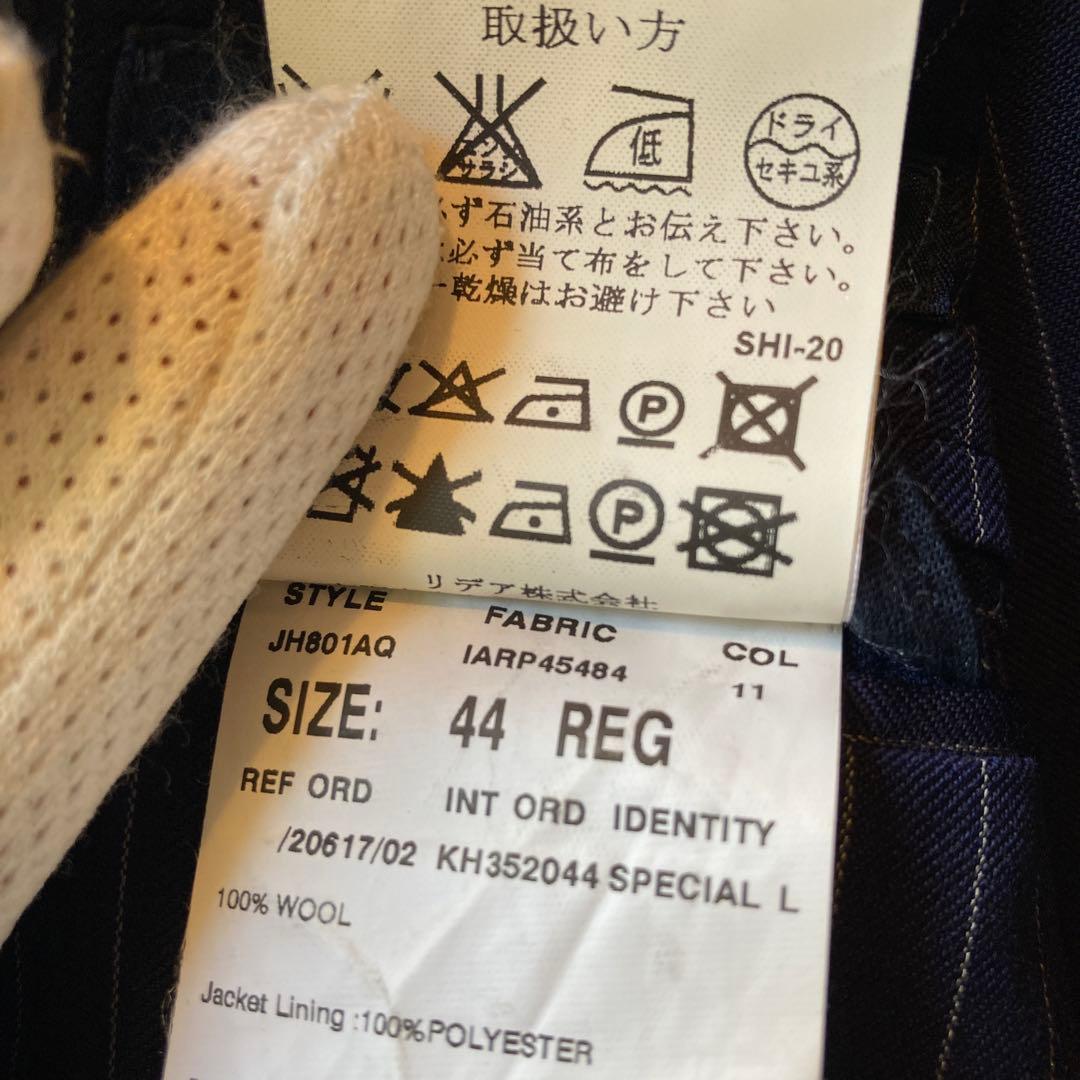 取扱い方
サラシ
低
ドライ
セキユ系
ず石油系とお伝え下さい。
必ず当て布をして下さい。
ー乾燥はお避け下さい
SHI-20
P
P
リデア株式会社
STYLE FABRIC COL
JH801AQ IARP45484 11
SIZE: 44 REG
REF ORD INT ORD IDENTITY
/20617/02 KH352044 SPECIAL L
100% WOOL
Jacket Lining :100%POLYESTER